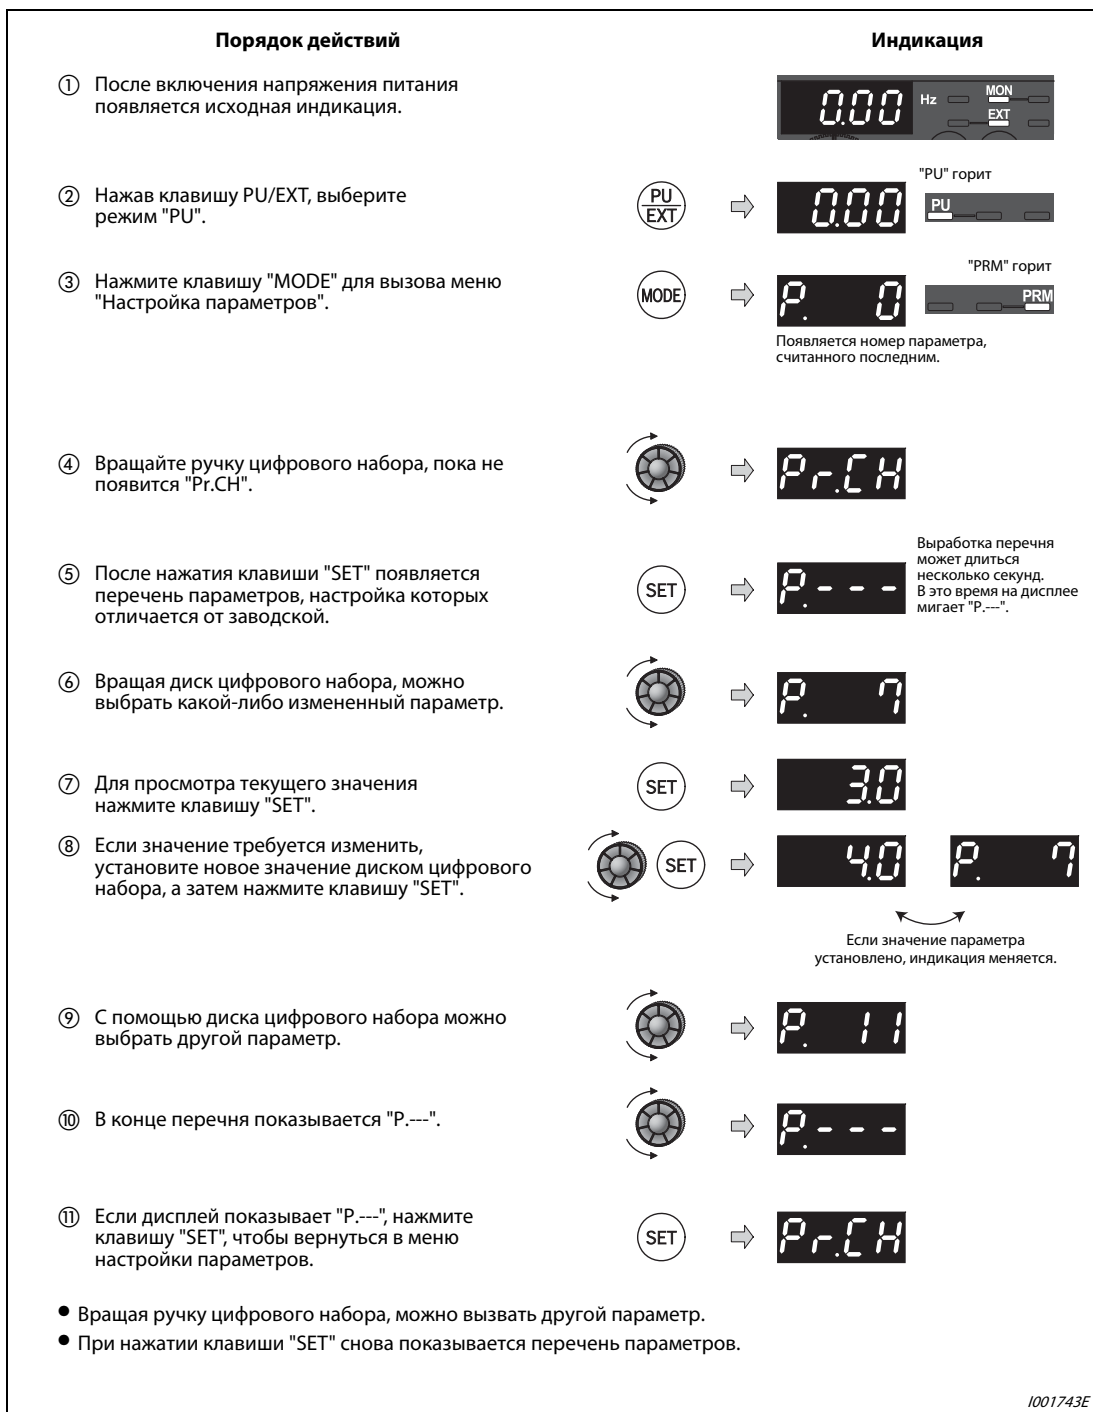 Порядок действий
Индикация
① После включения напряжения питания
появляется исходная индикация.
0.00 Hz MON
EXT
② Нажав клавишу PU/EXT, выберите
режим "PU".
PU
EXT
0.00
"PU" горит
PU
③ Нажмите клавишу "MODE" для вызова меню
"Настройка параметров".
MODE
P. 0
"PRM" горит
PRM
Появляется номер параметра,
считанного последним.
④ Вращайте ручку цифрового набора, пока не
появится "Pr.CH".
Pr.CH
⑤ После нажатия клавиши "SET" появляется
перечень параметров, настройка которых
отличается от заводской.
SET
P.---
Выработка перечня
может длиться
несколько секунд.
В это время на дисплее
мигает "P.---".
⑥ Вращая диск цифрового набора, можно
выбрать какой-либо измененный параметр.
P. 7
⑦ Для просмотра текущего значения
нажмите клавишу "SET".
SET
3.0
⑧ Если значение требуется изменить,
установите новое значение диском цифрового
набора, а затем нажмите клавишу "SET".
SET
4.0
P. 7
Если значение параметра
установлено, индикация меняется.
⑨ С помощью диска цифрового набора можно
выбрать другой параметр.
P. 11
⑩ В конце перечня показывается "P.---".
P.---
⑪ Если дисплей показывает "P.---", нажмите
клавишу "SET", чтобы вернуться в меню
настройки параметров.
SET
Pr.CH
● Вращая ручку цифрового набора, можно вызвать другой параметр.
● При нажатии клавиши "SET" снова показывается перечень параметров.
I001743E